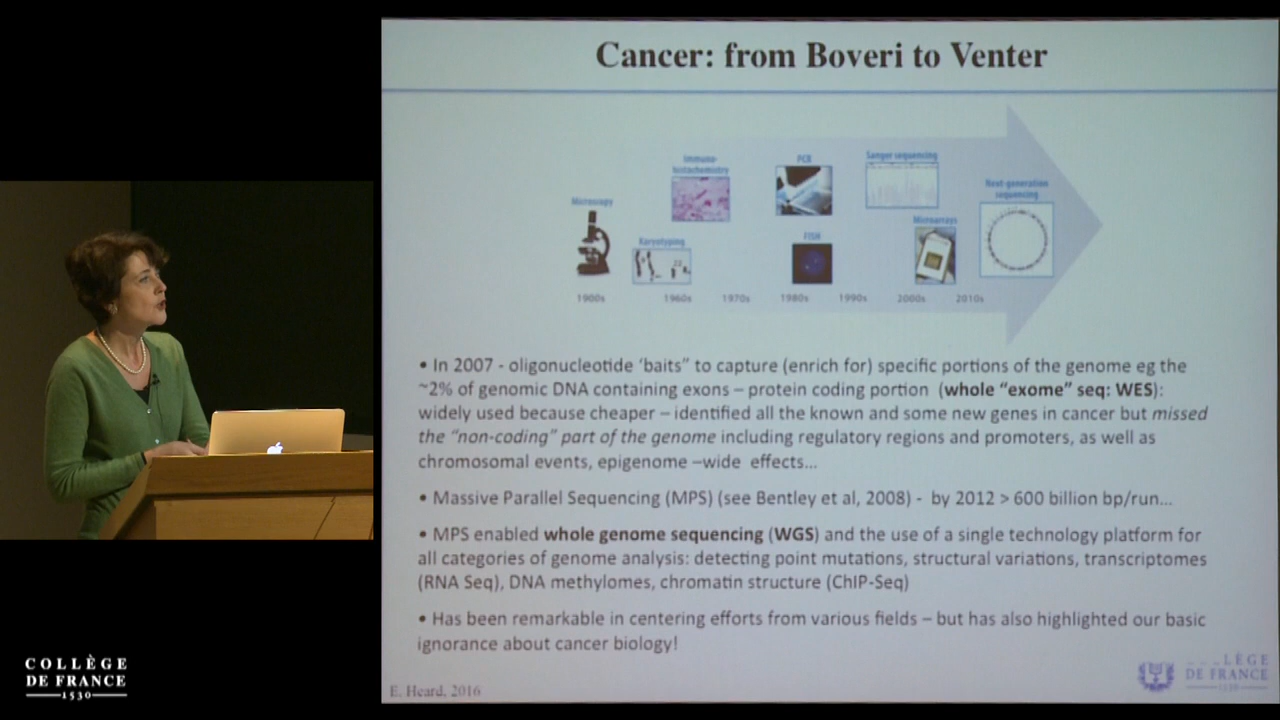 Cancer: from Boveri to Venter
Immuno-
histochemistry
PCR
Sanger sequencing
Next-generation
sequencing
Microscopy
Karyotyping
FISH
Microarrays
1900s 1960s 1970s 1980s 1990s 2000s 2010s
• In 2007 - oligonucleotide ‘baits” to capture (enrich for) specific portions of the genome eg the
~2% of genomic DNA containing exons – protein coding portion (whole “exome” seq: WES):
widely used because cheaper – identified all the known and some new genes in cancer but missed
the “non-coding” part of the genome including regulatory regions and promoters, as well as
chromosomal events, epigenome –wide effects…
• Massive Parallel Sequencing (MPS) (see Bentley et al, 2008) - by 2012 > 600 billion bp/run…
• MPS enabled whole genome sequencing (WGS) and the use of a single technology platform for
all categories of genome analysis: detecting point mutations, structural variations, transcriptomes
(RNA Seq), DNA methylomes, chromatin structure (ChIP-Seq)
• Has been remarkable in centering efforts from various fields – but has also highlighted our basic
ignorance about cancer biology!
E. Heard, 2016
DE FRANCE
1530
COLLÈGE
DE FRANCE
1530